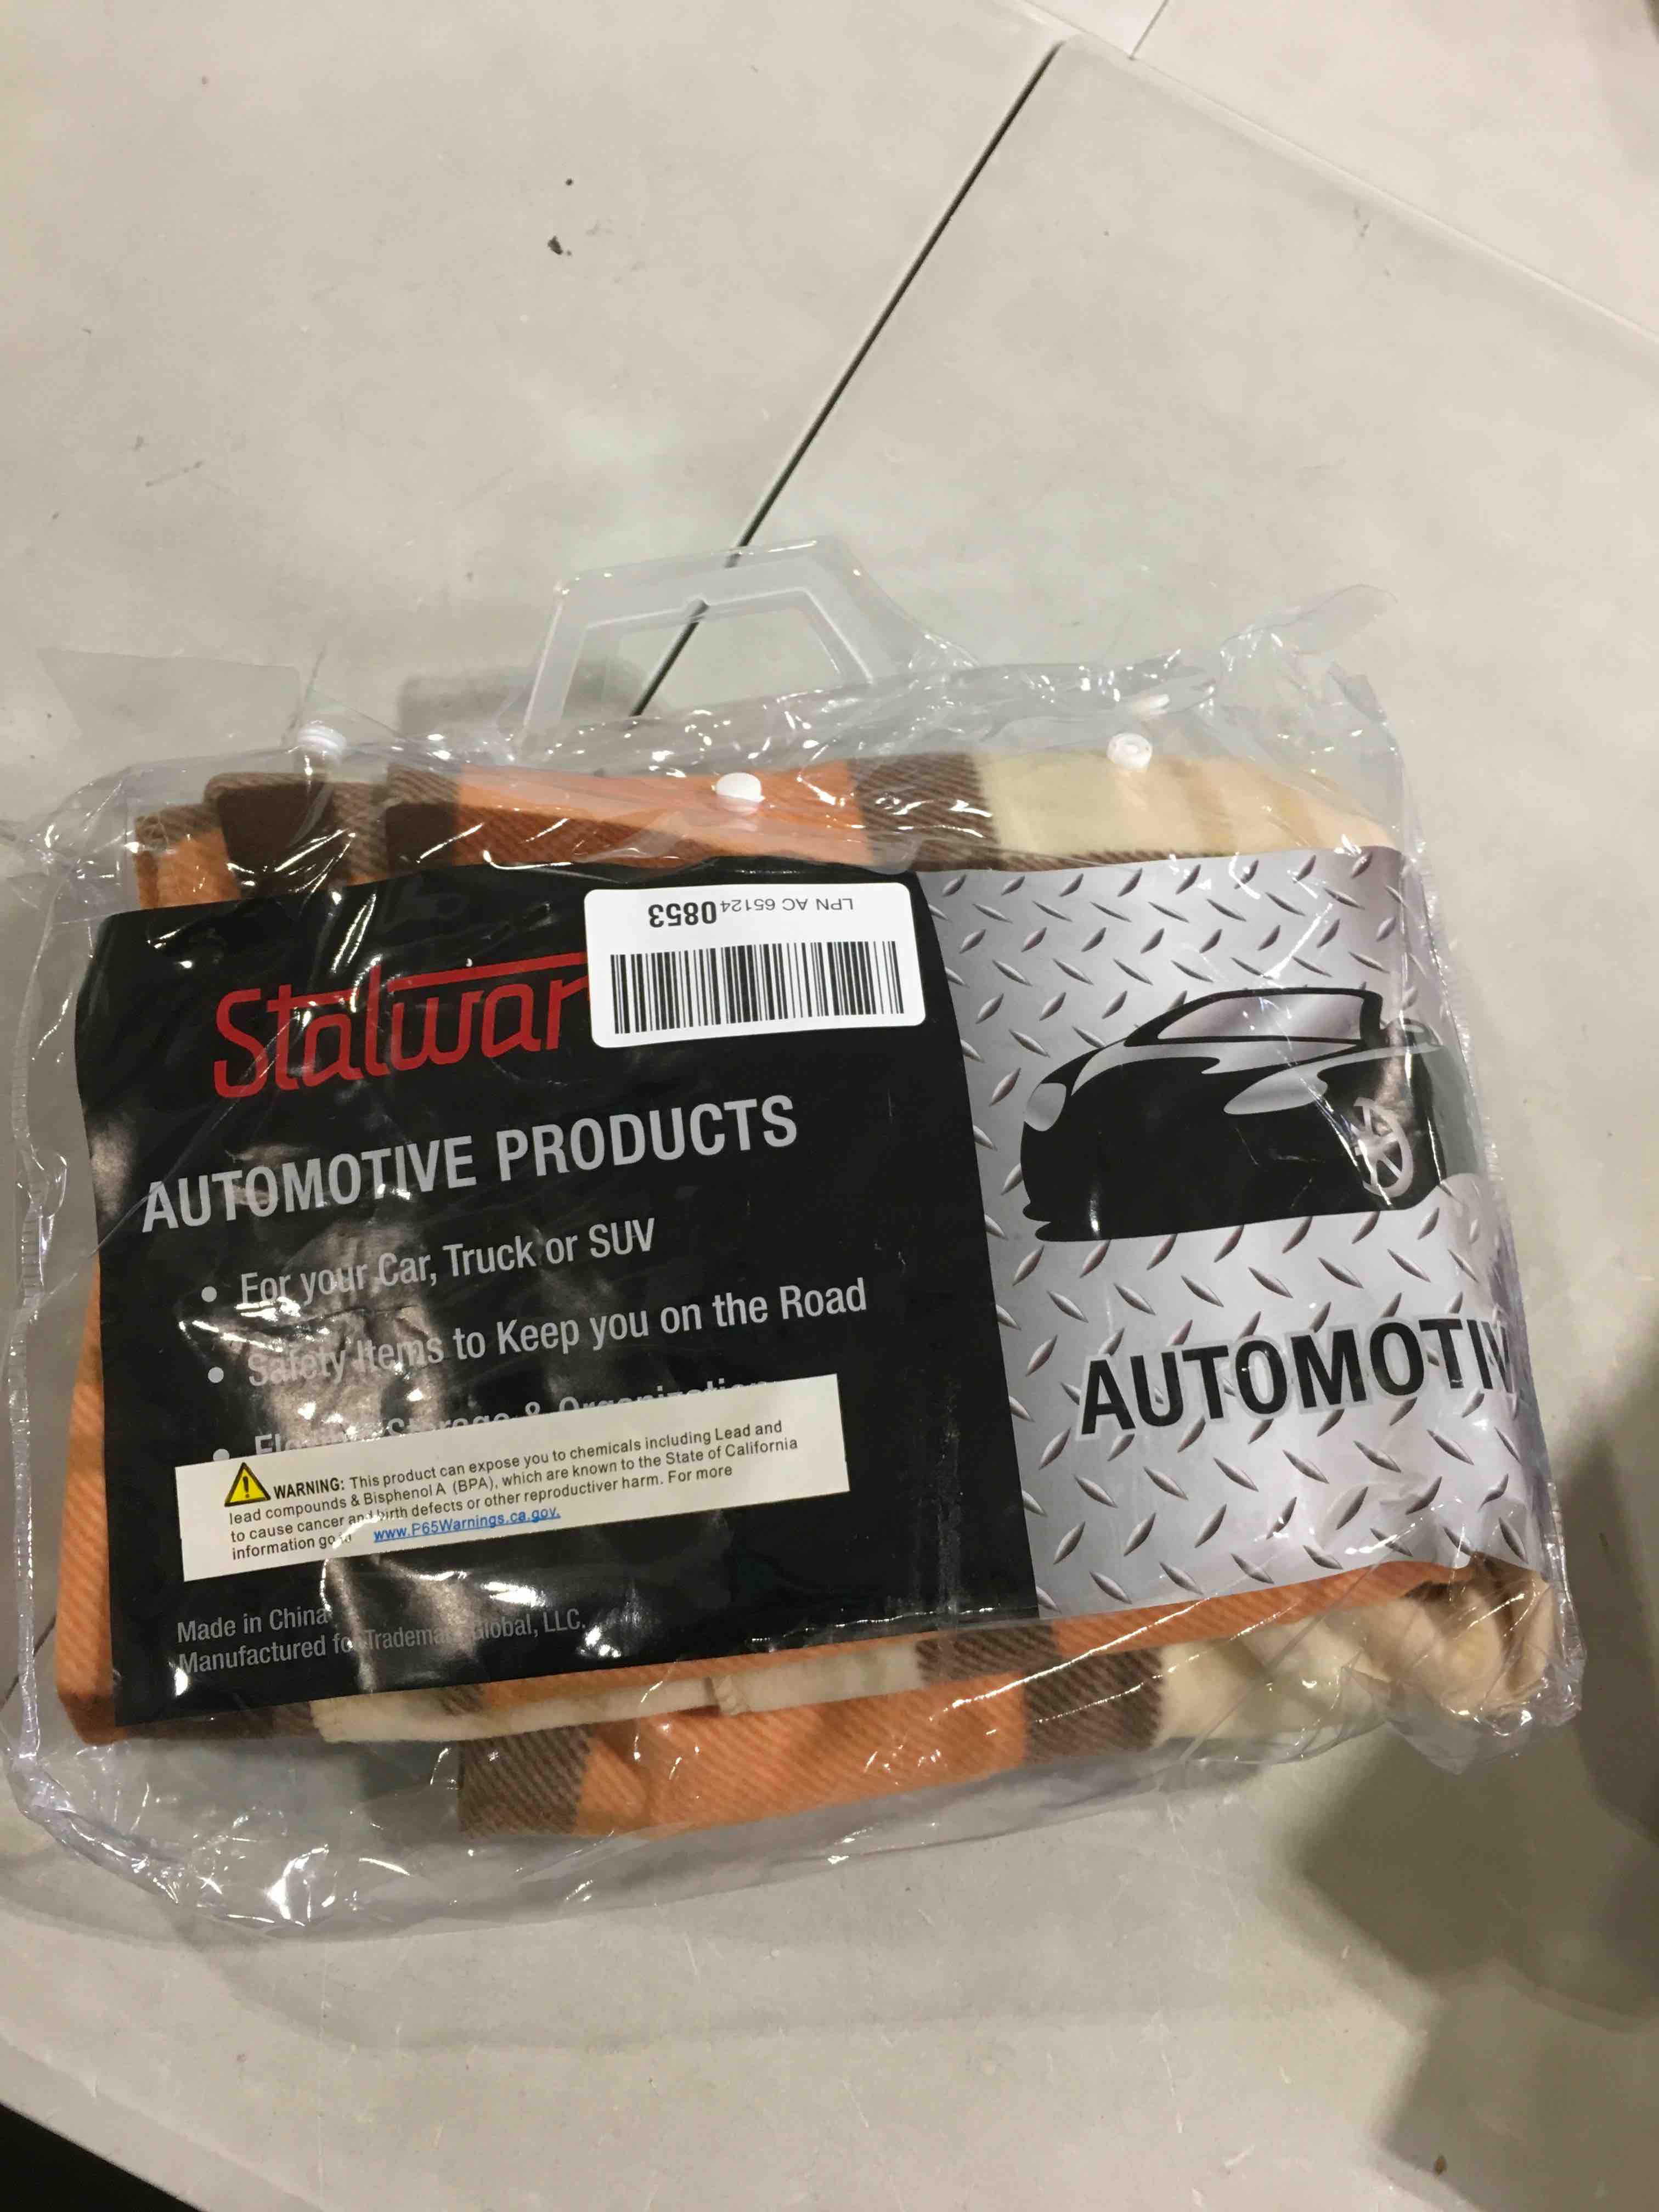 LPN AC 651240853
Stalwar
AUTOMOTIVE PRODUCTS
• For your Car, Truck or SUV
• Safety Items to Keep you on the Road
• Storage & Organization
WARNING: This product can expose you to chemicals including Lead and
lead compounds & Bisphenol A (BPA), which are known to the State of California
to cause cancer and birth defects or other reproductiver harm. For more
information go www.P65Warnings.ca.gov.
Made in China
Manufactured for Trademark Global, LLC.
AUTOMOTIV